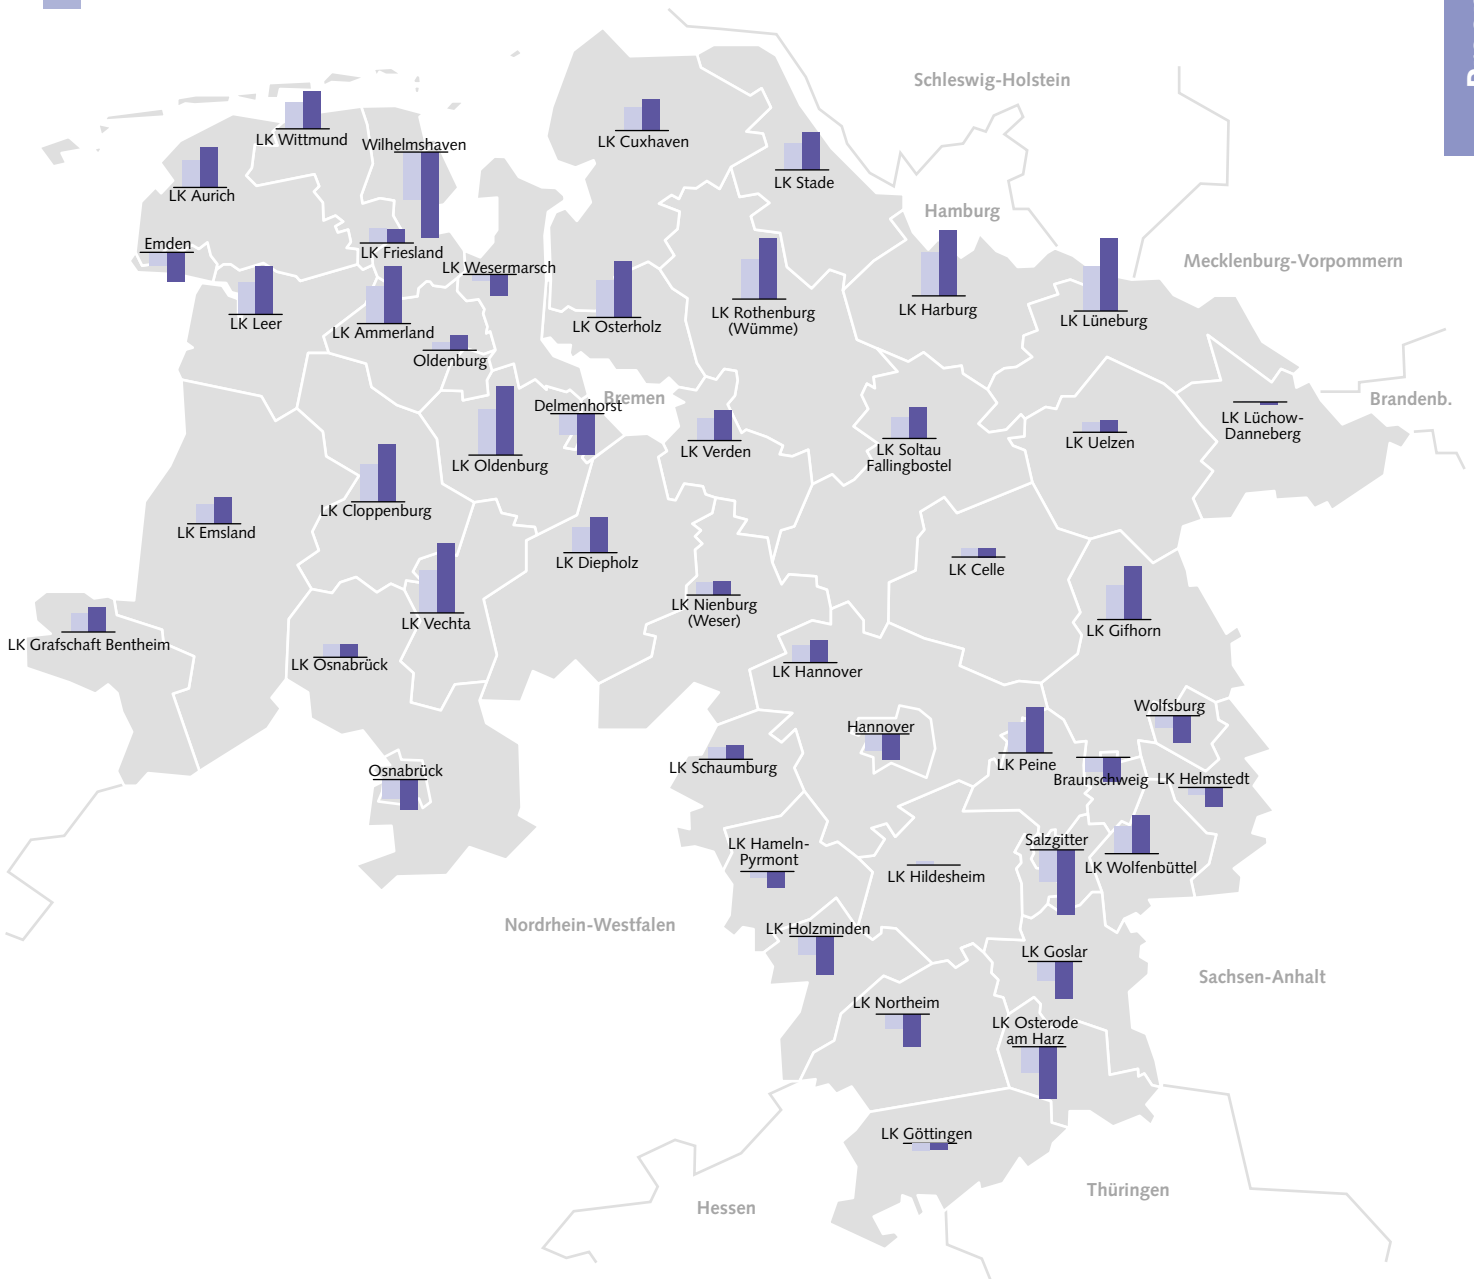 Schleswig-Holstein
LK Wittmund
Wilhelmshaven
LK Cuxhaven
LK Stade
LK Aurich
Hamburg
Emden
LK Friesland
LK Wesermarsch
Mecklenburg-Vorpommern
LK Leer
LK Ammerland
LK Osterholz
LK Rothenburg
(Wümme)
LK Harburg
LK Lüneburg
Oldenburg
Bremen
Delmenhorst
Brandenb.
LK Oldenburg
LK Verden
LK Soltau
Fallingbostel
LK Uelzen
LK Lüchow-
Danneberg
LK Cloppenburg
LK Emsland
LK Diepholz
LK Celle
LK Nienburg
(Weser)
LK Vechta
LK Gifhorn
LK Grafschaft Bentheim
LK Osnabrück
LK Hannover
Wolfsburg
Hannover
LK Schaumburg
LK Peine
Osnabrück
Braunschweig
LK Helmstedt
LK Hameln-
Pyrmont
Salzgitter
LK Wolfenbüttel
LK Hildesheim
Nordrhein-Westfalen
LK Holzminden
LK Goslar
Sachsen-Anhalt
LK Northeim
LK Osterode
am Harz
LK Göttingen
Thüringen
Hessen